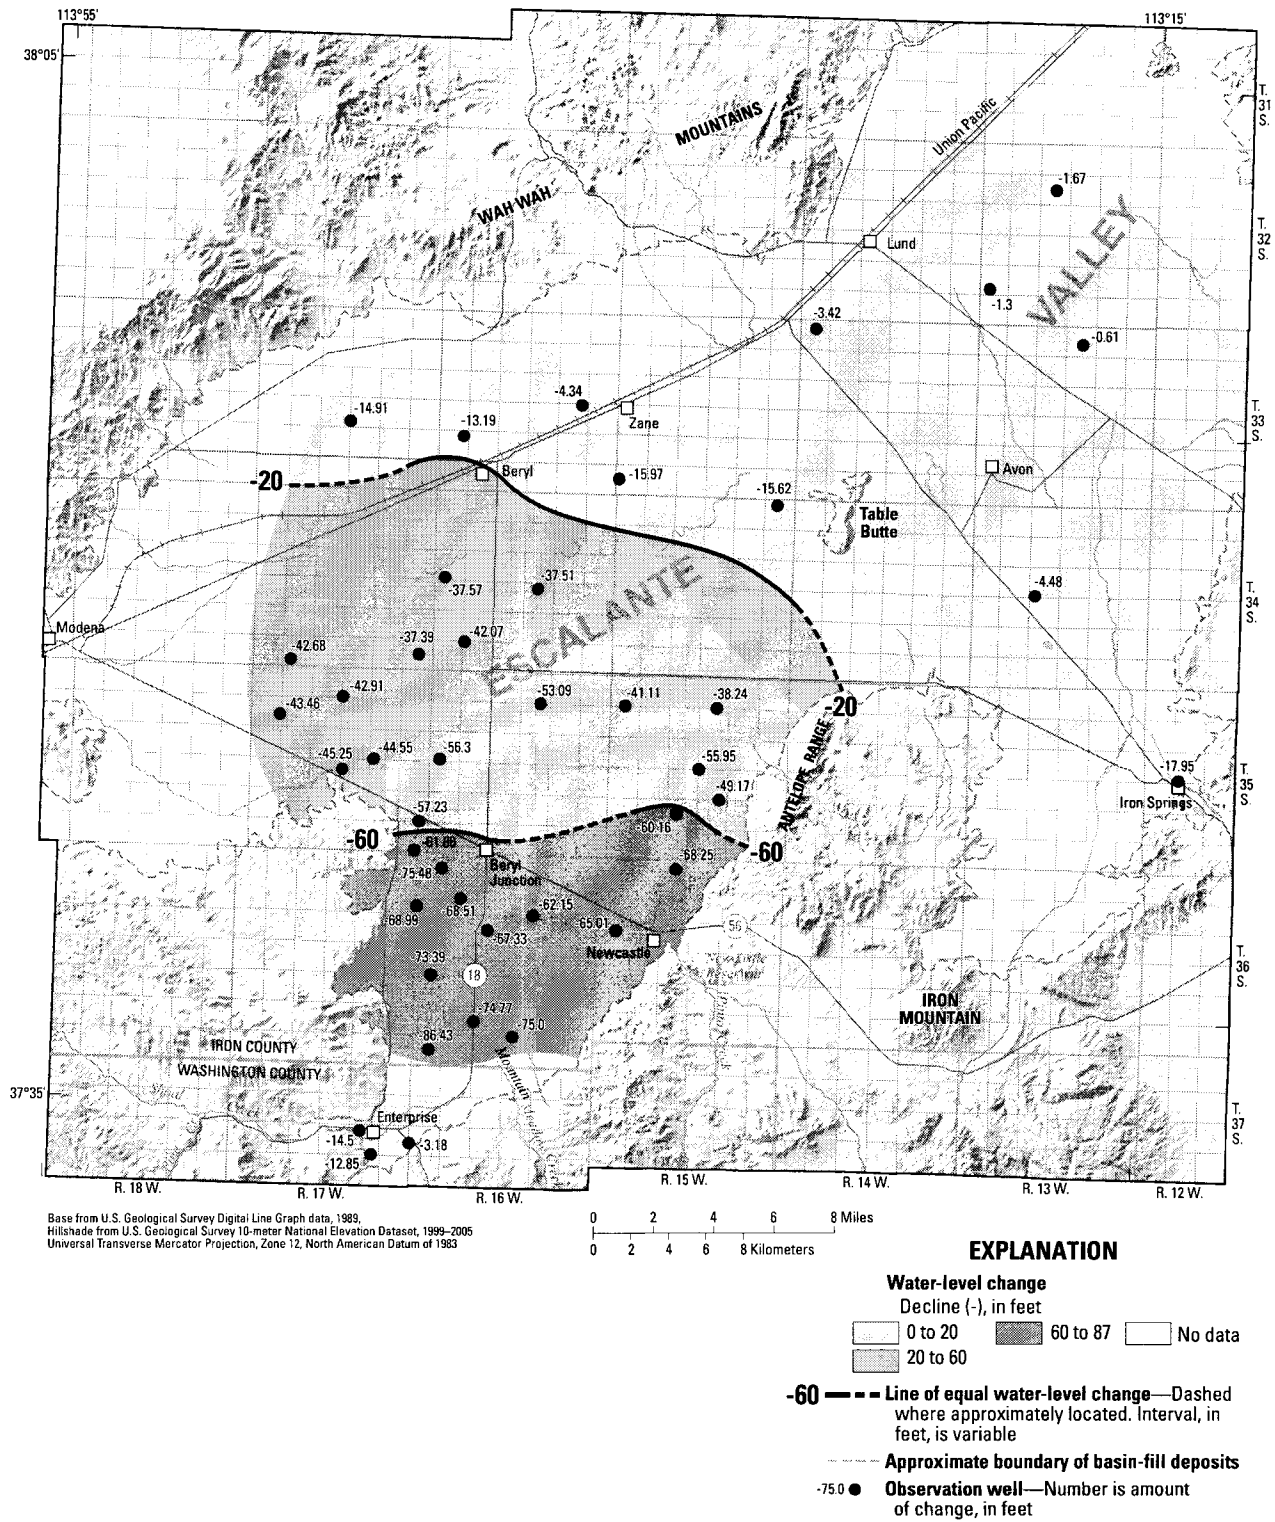 113°55'
113°15'
38°05'
T.
31
S.
MOUNTAINS
Union Pacific
-1.67
WAH WAH
VALLEY
T.
32
S.
Lund
-1.3
-3.42
-0.61
-4.34
-14.91
-13.19
Zane
T.
33
S.
-20
Beryl
-15.97
Avon
-15.62
Table
Butte
-37.57
-37.51
ESCALANTE
-4.48
T.
34
S.
Modena
-42.68
-37.39
-42.07
-42.91
-43.46
-53.09
-41.11
-38.24
-20
ANTELOPE RANGE
-45.25
-44.55
-56.3
-55.95
-49.17
-17.95
Iron Springs
T.
35
S.
-57.23
-60
-60.16
-60
Beryl
Junction
-68.25
75.48
68.99
68.51
-62.15
-65.01
-67.33
Newcastle
56
73.39
18
T.
36
S.
IRON
MOUNTAIN
-74.77
-75.0
86.43
IRON COUNTY
WASHINGTON COUNTY
37°35'
Enterprise
-14.5
-3.18
-12.85
T.
37
S.
R. 18 W.
R. 17 W.
R. 16 W.
R. 15 W.
R. 14 W.
R. 13 W.
R. 12 W.
Base from U.S. Geological Survey Digital Line Graph data, 1989,
Hillshade from U.S. Geological Survey 10-meter National Elevation Dataset, 1999–2005
Universal Transverse Mercator Projection, Zone 12, North American Datum of 1983
0 2 4 6 8 Miles
0 2 4 6 8 Kilometers
EXPLANATION
Water-level change
Decline (-), in feet
0 to 20
60 to 87
No data
20 to 60
-60 Line of equal water-level change—Dashed
where approximately located. Interval, in
feet, is variable
Approximate boundary of basin-fill deposits
-75.0 Observation well—Number is amount
of change, in feet